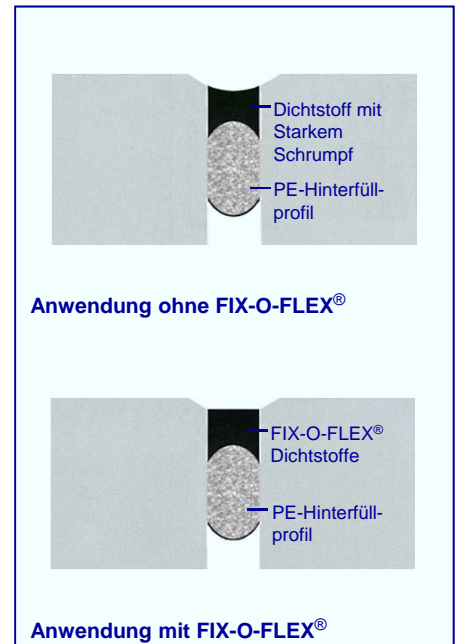 Dichtstoff mit
Starkem
Schrumpf
PE-Hinterfüll-
profil
Anwendung ohne FIX-O-FLEX®
FIX-O-FLEX®
Dichtstoffe
PE-Hinterfüll-
profil
Anwendung mit FIX-O-FLEX®